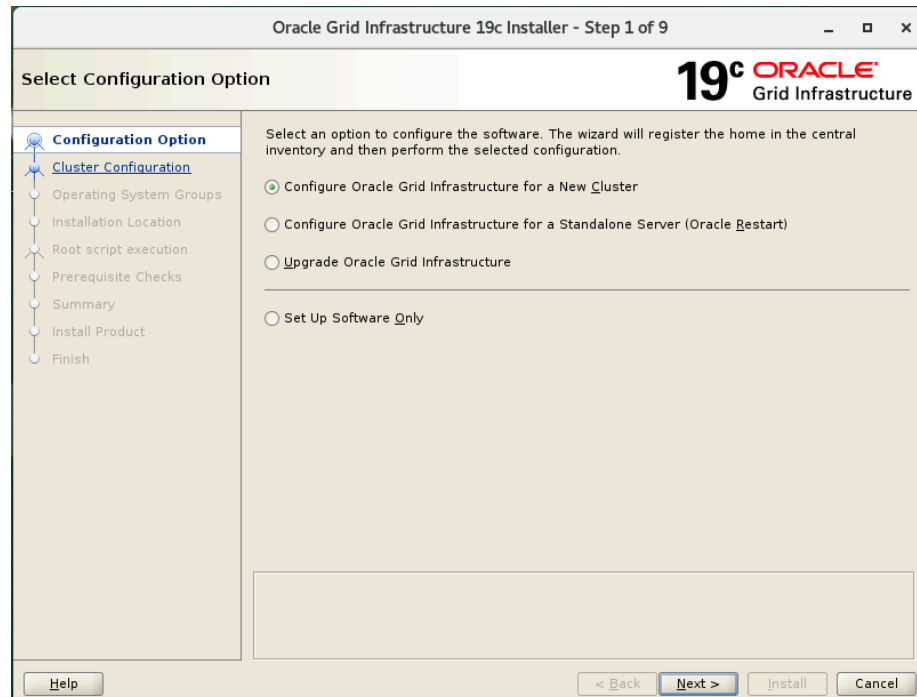 Oracle Grid Infrastructure 19c Installer - Step 1 of 9
Select Configuration Option
19c ORACLE
Grid Infrastructure
Configuration Option
Cluster Configuration
Operating System Groups
Installation Location
Root script execution
Prerequisite Checks
Summary
Install Product
Finish
Select an option to configure the software. The wizard will register the home in the central
inventory and then perform the selected configuration.
Configure Oracle Grid Infrastructure for a New Cluster
Configure Oracle Grid Infrastructure for a Standalone Server (Oracle Restart)
Upgrade Oracle Grid Infrastructure
Set Up Software Only
Help
< Back
Next >
Install
Cancel